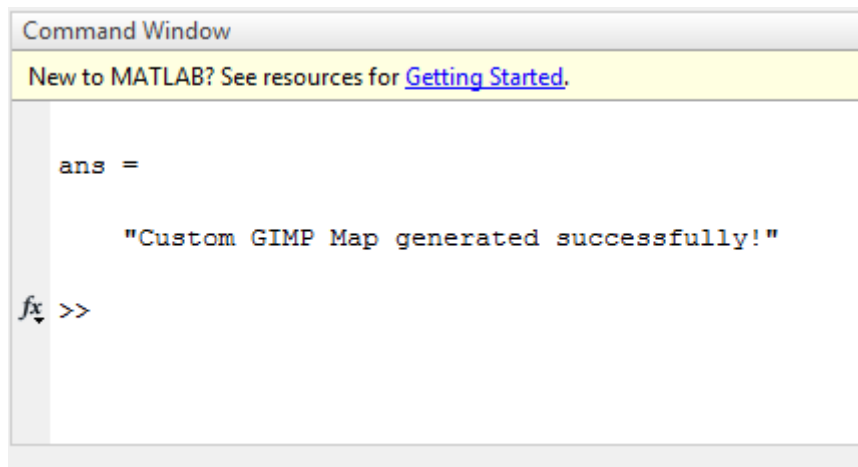 Command Window
New to MATLAB? See resources for Getting Started.
ans =
"Custom GIMP Map generated successfully!"
fx >>